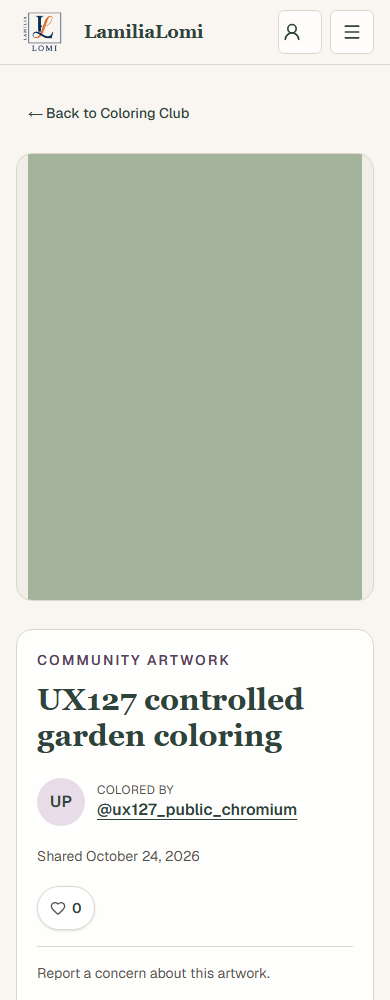 LAMILIA
L
LOMI
LamiliaLomi
← Back to Coloring Club
COMMUNITY ARTWORK
UX127 controlled
garden coloring
UP
COLORED BY
@ux127_public_chromium
Shared October 24, 2026
0
Report a concern about this artwork.